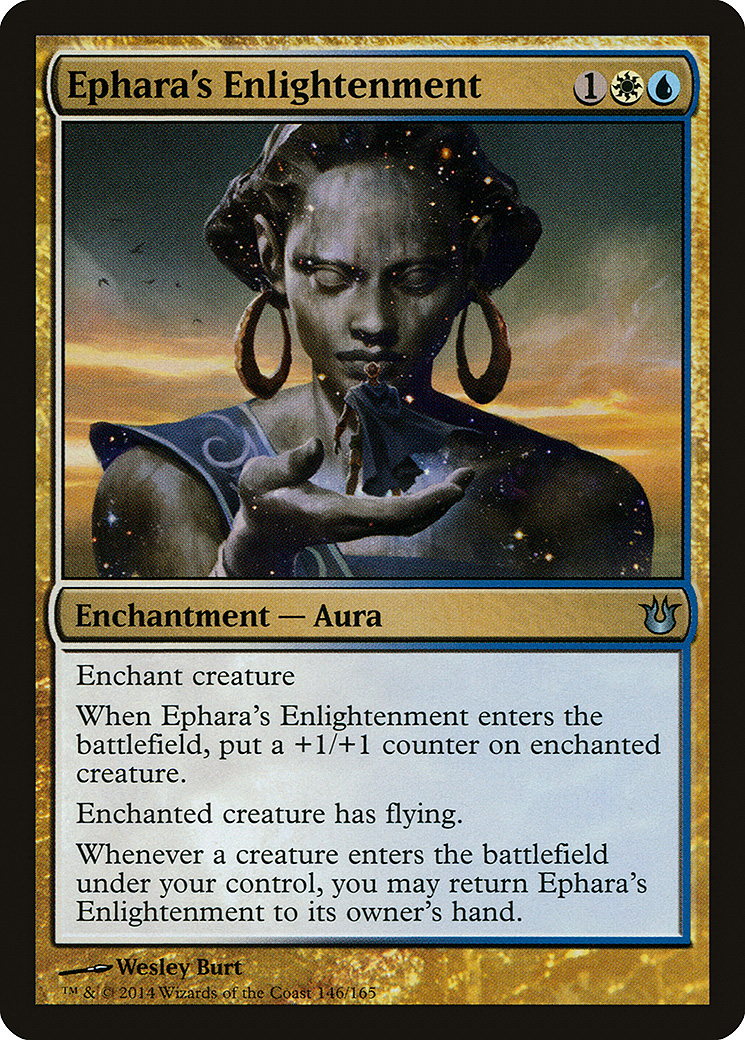 Ephara's Enlightenment 1
Enchantment — Aura
Enchant creature
When Ephara's Enlightenment enters the
battlefield, put a +1/+1 counter on enchanted
creature.
Enchanted creature has flying.
Whenever a creature enters the battlefield
under your control, you may return Ephara's
Enlightenment to its owner's hand.
Wesley Burt
™ & © 2014 Wizards of the Coast 146/165